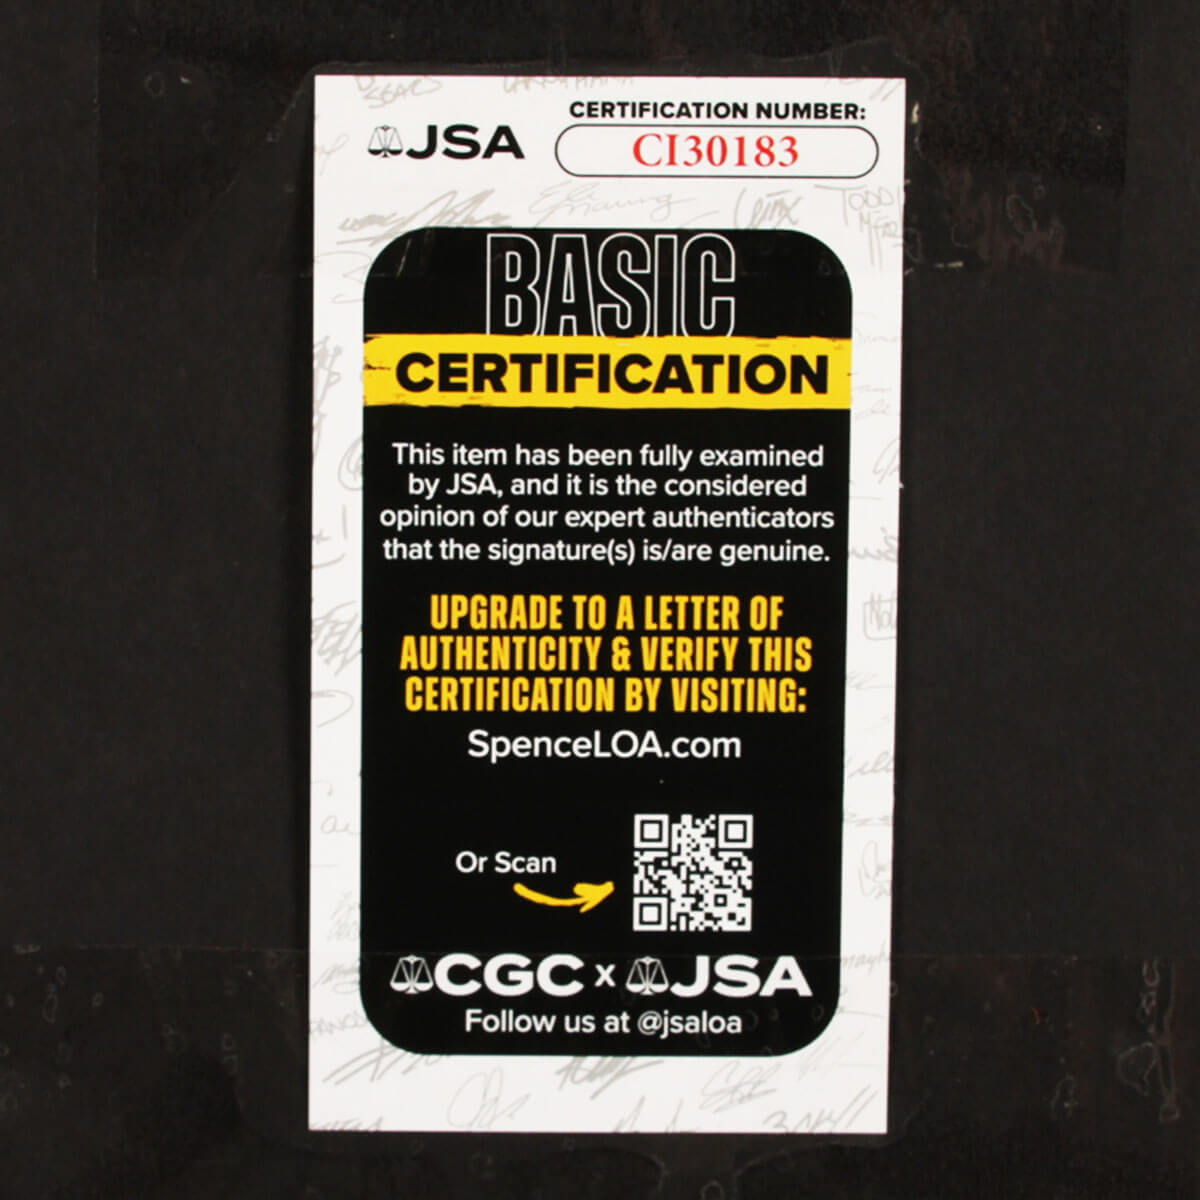 CERTIFICATION NUMBER:
JSA
CI30183
BASIC
CERTIFICATION
This item has been fully examined
by JSA, and it is the considered
opinion of our expert authenticators
that the signature(s) is/are genuine.
UPGRADE TO A LETTER OF
AUTHENTICITY & VERIFY THIS
CERTIFICATION BY VISITING:
SpenceLOA.com
Or Scan
CGC x JSA
Follow us at @jsaloa